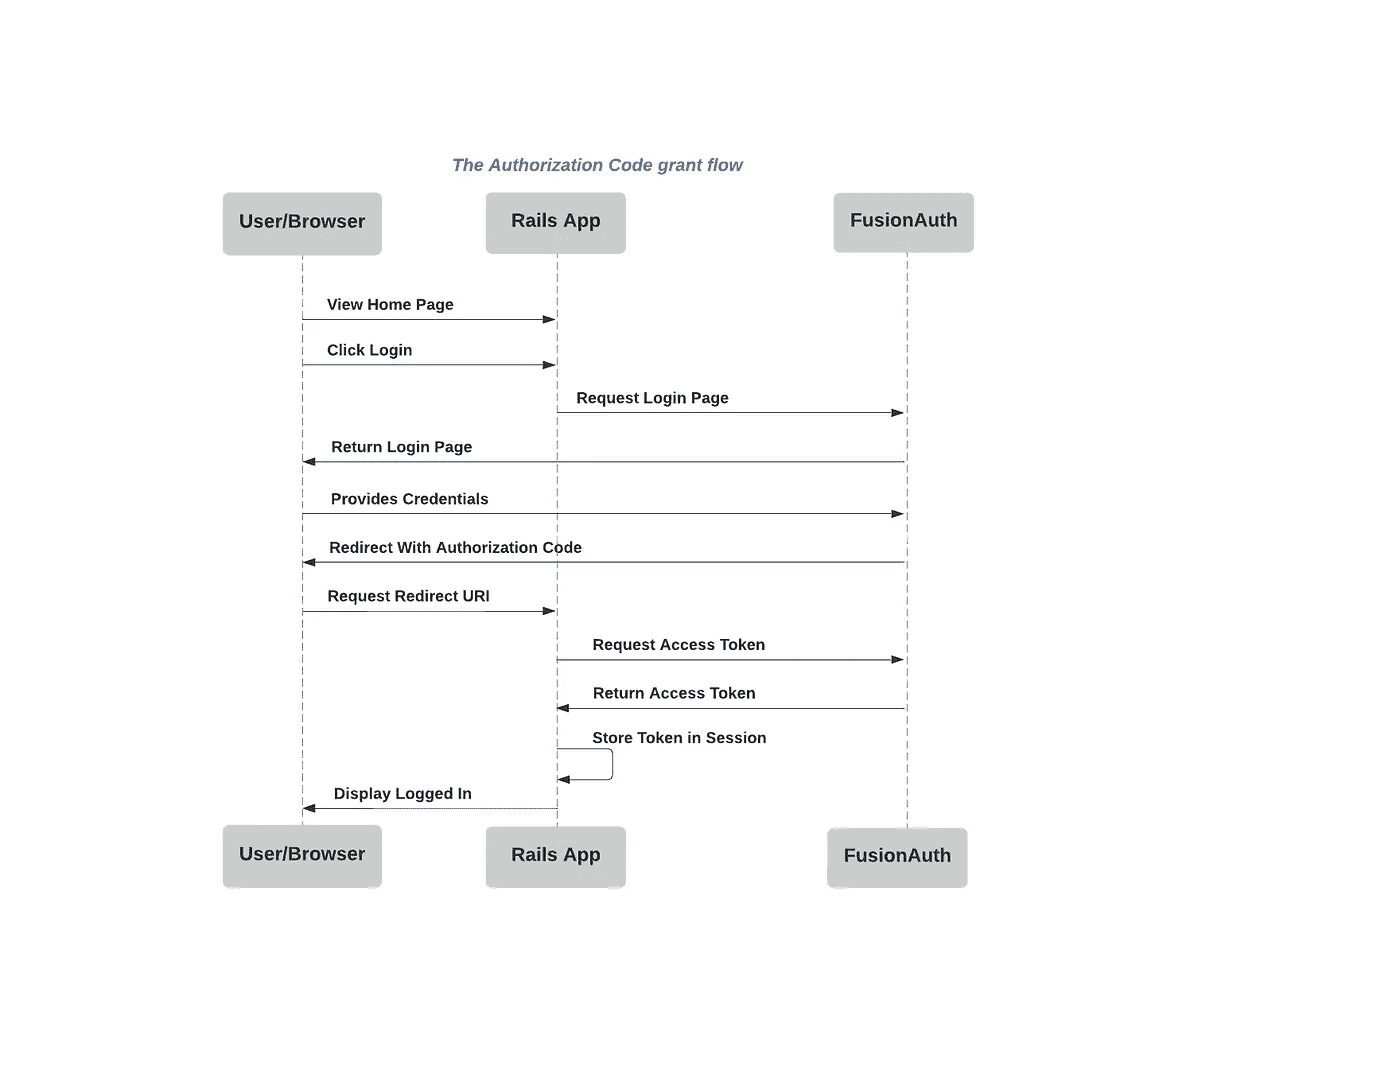 The Authorization Code grant flow
User/Browser
Rails App
FusionAuth
View Home Page
Click Login
Request Login Page
Return Login Page
Provides Credentials
Redirect With Authorization Code
Request Redirect URI
Request Access Token
Return Access Token
Store Token in Session
Display Logged In
User/Browser
Rails App
FusionAuth